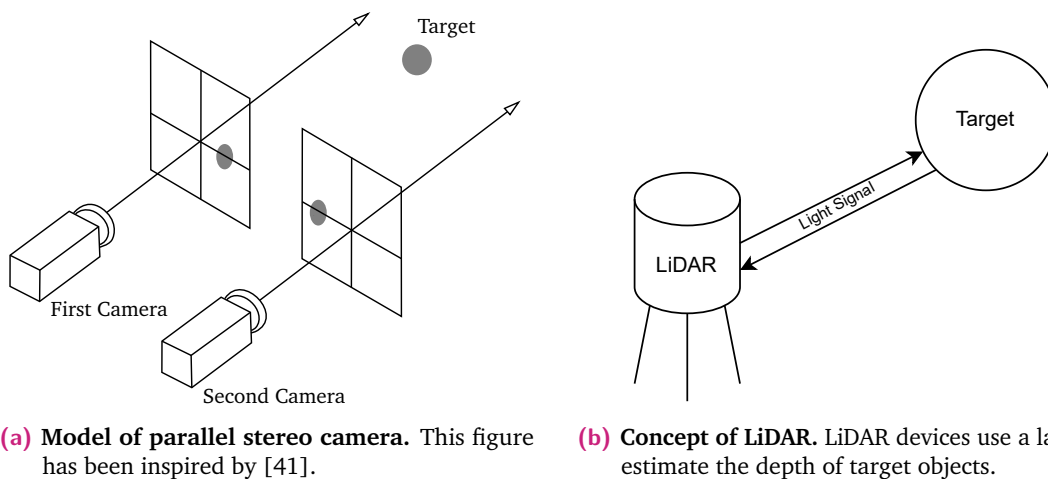 Target
First Camera
Second Camera
(a) Model of parallel stereo camera. This figure
has been inspired by [41].
Target
Light Signal
LiDAR
(b) Concept of LiDAR. LiDAR devices use a
estimate the depth of target objects.